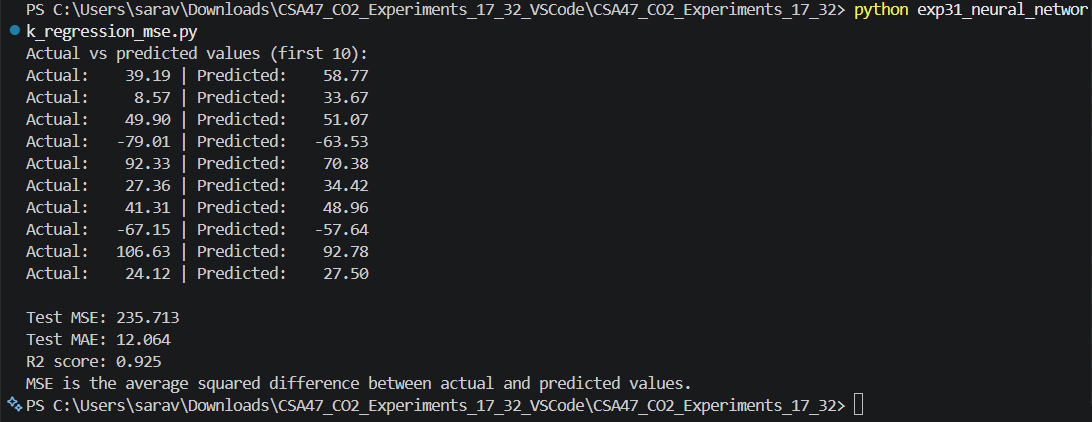 PS C:\Users\sarav\Downloads\CSA47_CO2_Experiments_17_32_VSCode\CSA47_CO2_Experiments_17_32> python exp31_neural_networ
k_regression_mse.py
Actual vs predicted values (first 10):
Actual:    39.19 | Predicted:    58.77
Actual:     8.57 | Predicted:    33.67
Actual:    49.90 | Predicted:    51.07
Actual:   -79.01 | Predicted:   -63.53
Actual:    92.33 | Predicted:    70.38
Actual:    27.36 | Predicted:    34.42
Actual:    41.31 | Predicted:    48.96
Actual:   -67.15 | Predicted:   -57.64
Actual:   106.63 | Predicted:    92.78
Actual:    24.12 | Predicted:    27.50

Test MSE: 235.713
Test MAE: 12.064
R2 score: 0.925
MSE is the average squared difference between actual and predicted values.
PS C:\Users\sarav\Downloads\CSA47_CO2_Experiments_17_32_VSCode\CSA47_CO2_Experiments_17_32>